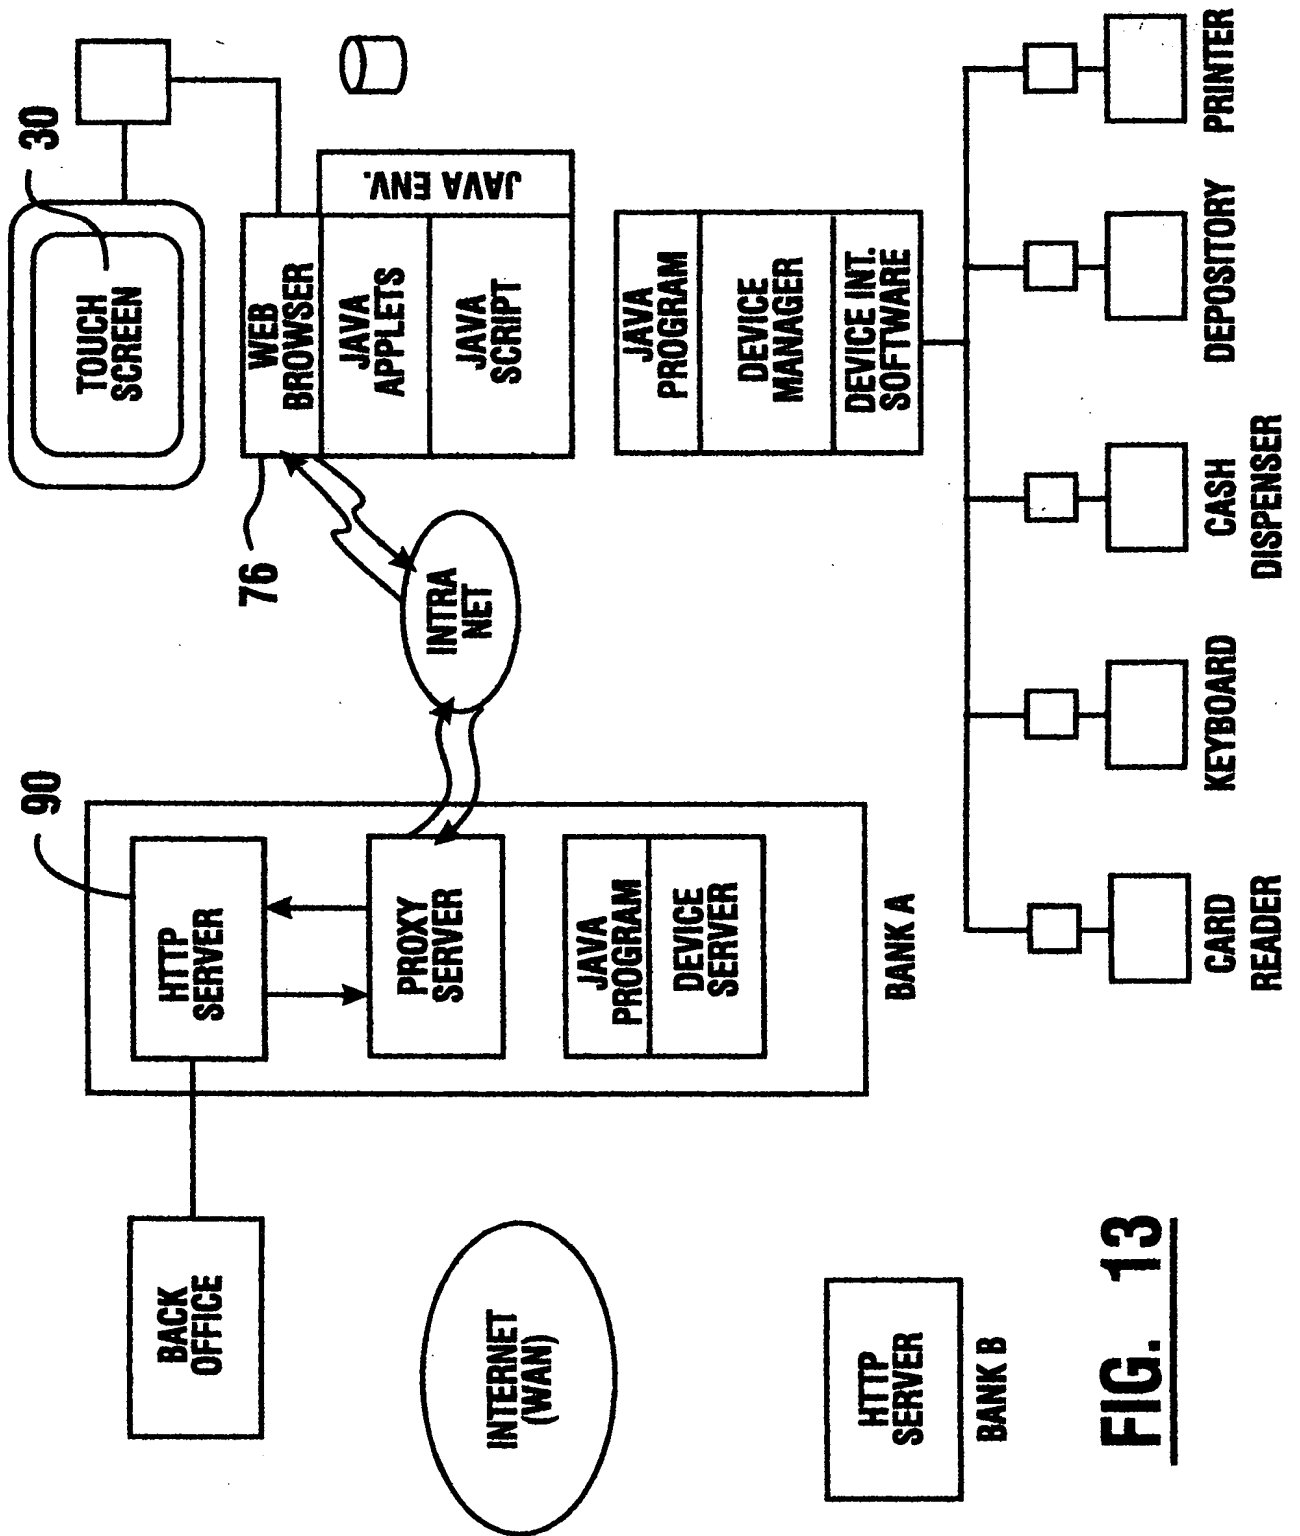 BACK
OFFICE
90
HTTP
SERVER
PROXY
SERVER
JAVA
PROGRAM
DEVICE
SERVER
BANK A
INTERNET
(WAN)
HTTP
SERVER
BANK B
INTRA
NET
30
TOUCH
SCREEN
76
WEB
BROWSER
JAVA
APPLETS
JAVA
SCRIPT
JAVA ENV.
JAVA
PROGRAM
DEVICE
MANAGER
DEVICE INT.
SOFTWARE
CARD
READER
KEYBOARD
CASH
DISPENSER
DEPOSITORY
PRINTER
FIG. 13